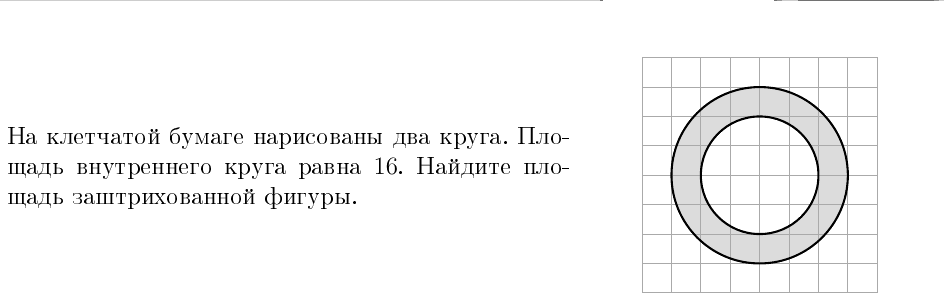 На клетчатой бумаге нарисованы два круга. Пло-
щадь внутреннего круга равна 16. Найдите пло-
щадь заштрихованной фигуры.